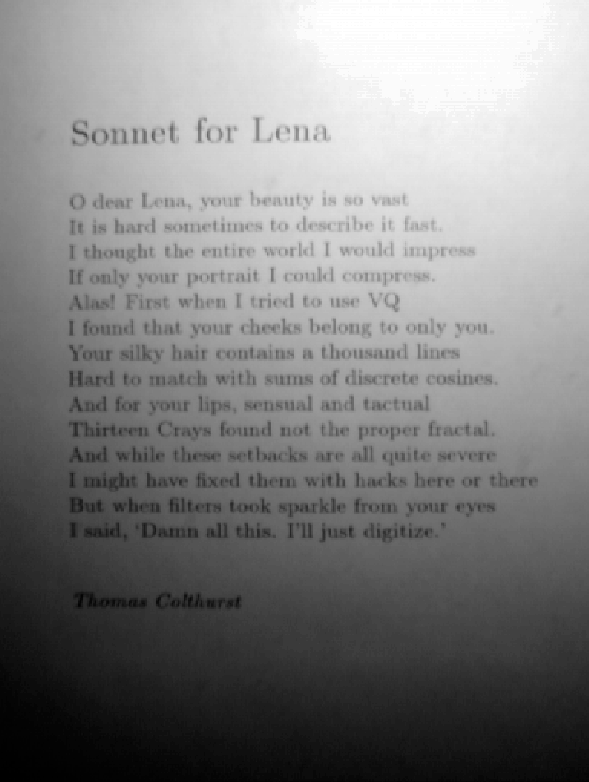 Sonnet for Lena
O dear Lena, your beauty is so vast
It is hard sometimes to describe it fast.
I thought the entire world I would impress
If only your portrait I could compress.
Alas! First when I tried to use VQ
I found that your cheeks belong to only you.
Your silky hair contains a thousand lines
Hard to match with sums of discrete cosines.
And for your lips, sensual and tactual
Thirteen Crays found not the proper fractal.
And while these setbacks are all quite severe
I might have fixed them with hacks here or there
But when filters took sparkle from your eyes
I said, ‘Damn all this. I'll just digitize.’
Thomas Colthurst